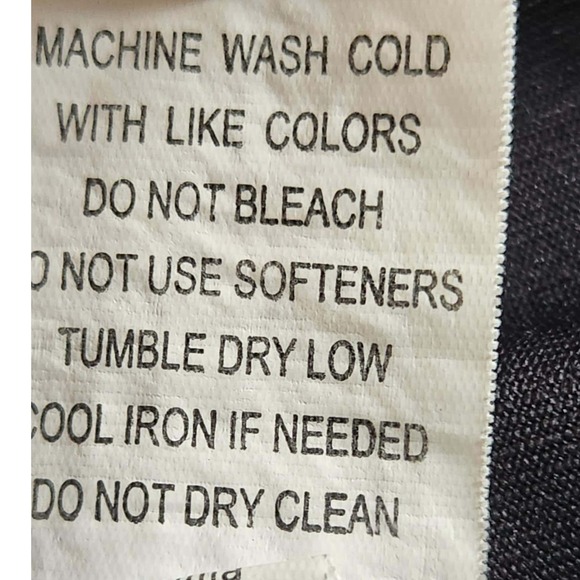 MACHINE WASH COLD
WITH LIKE COLORS
DO NOT BLEACH
DO NOT USE SOFTENERS
TUMBLE DRY LOW
COOL IRON IF NEEDED
DO NOT DRY CLEAN